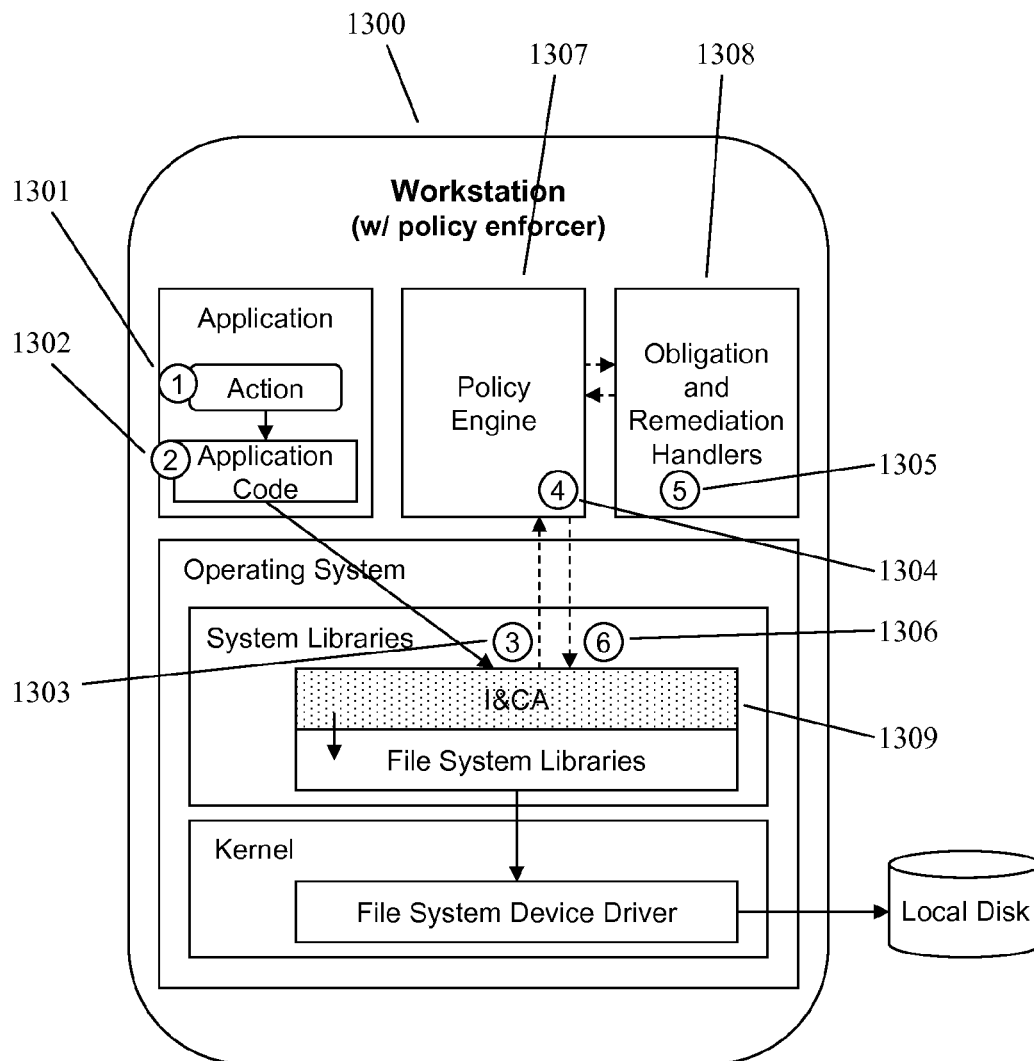 1300
1307
1308
1301
Workstation
(w/ policy enforcer)
1302
Application
1
Action
2
Application
Code
Policy
Engine
4
Obligation
and
Remediation
Handlers
5
1305
1304
Operating System
System Libraries
3
6
1306
1303
I&CA
1309
File System Libraries
Kernel
File System Device Driver
Local Disk